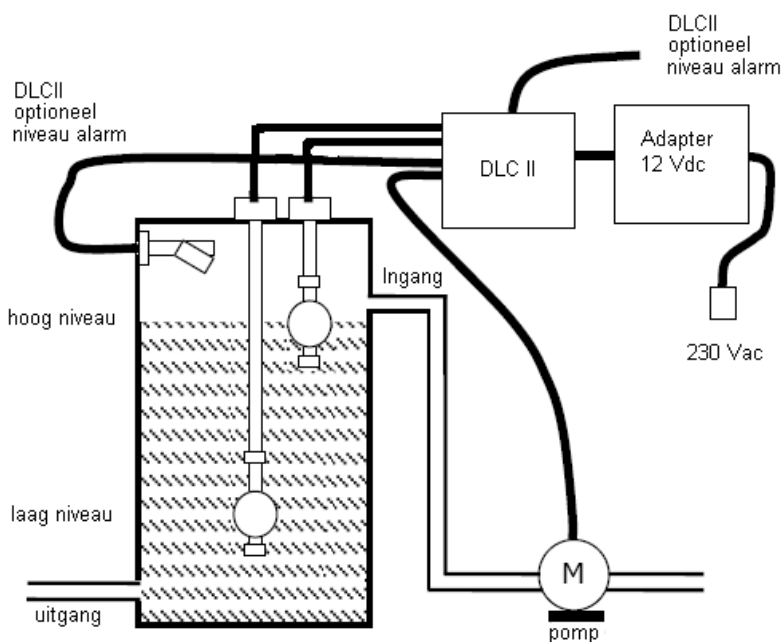 DLCII
optioneel
niveau alarm
DLCII
optioneel
niveau alarm
DLC II
Adapter
12 Vdc
Ingang
hoog niveau
230 Vac
laag niveau
M
uitgang
pomp